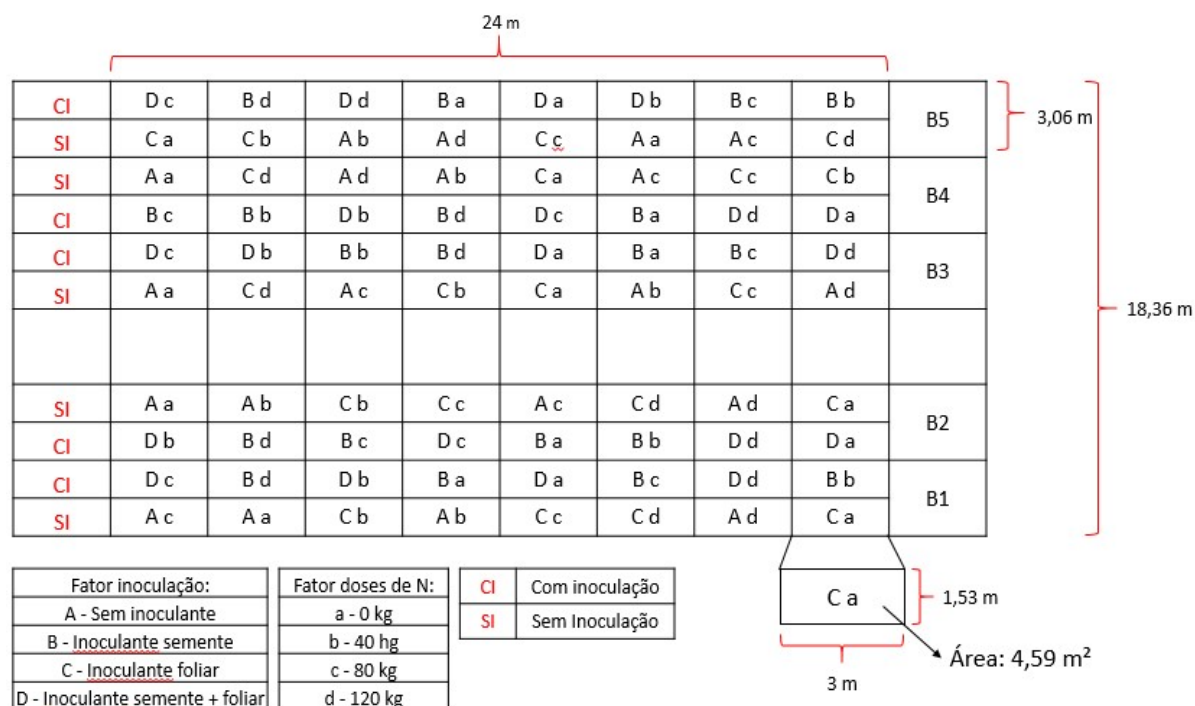 24 m
CI D c B d D d B a D a D b B c B b B5 3,06 m
SI C a C b A b A d C c A a A c C d
SI A a C d A d A b C a A c C c C b B4
CI B c B b D b B d D c B a D d D a
CI D c D b B b B d D a B a B c D d B3
SI A a C d A c C b C a A b C c A d
18,36 m
SI A a A b C b C c A c C d A d C a B2
CI D b B d B c D c B a B b D d D a
CI D c B d D b B a D a B c D d B b B1
SI A c A a C b A b C c C d A d C a
Fator inoculação: Fator doses de N: CI Com inoculação C a 1,53 m
A - Sem inoculante a - 0 kg SI Sem Inoculação
B - Inoculante semente b - 40 hg
C - Inoculante foliar c - 80 kg 3 m Área: 4,59 m²
D - Inoculante semente + foliar d - 120 kg